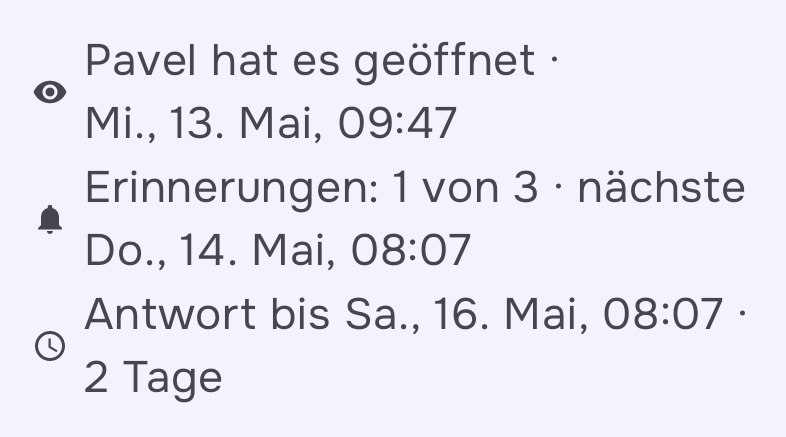 Pavel hat es geöffnet ·
Mi., 13. Mai, 09:47
Erinnerungen: 1 von 3 · nächste
Do., 14. Mai, 08:07
Antwort bis Sa., 16. Mai, 08:07 ·
2 Tage